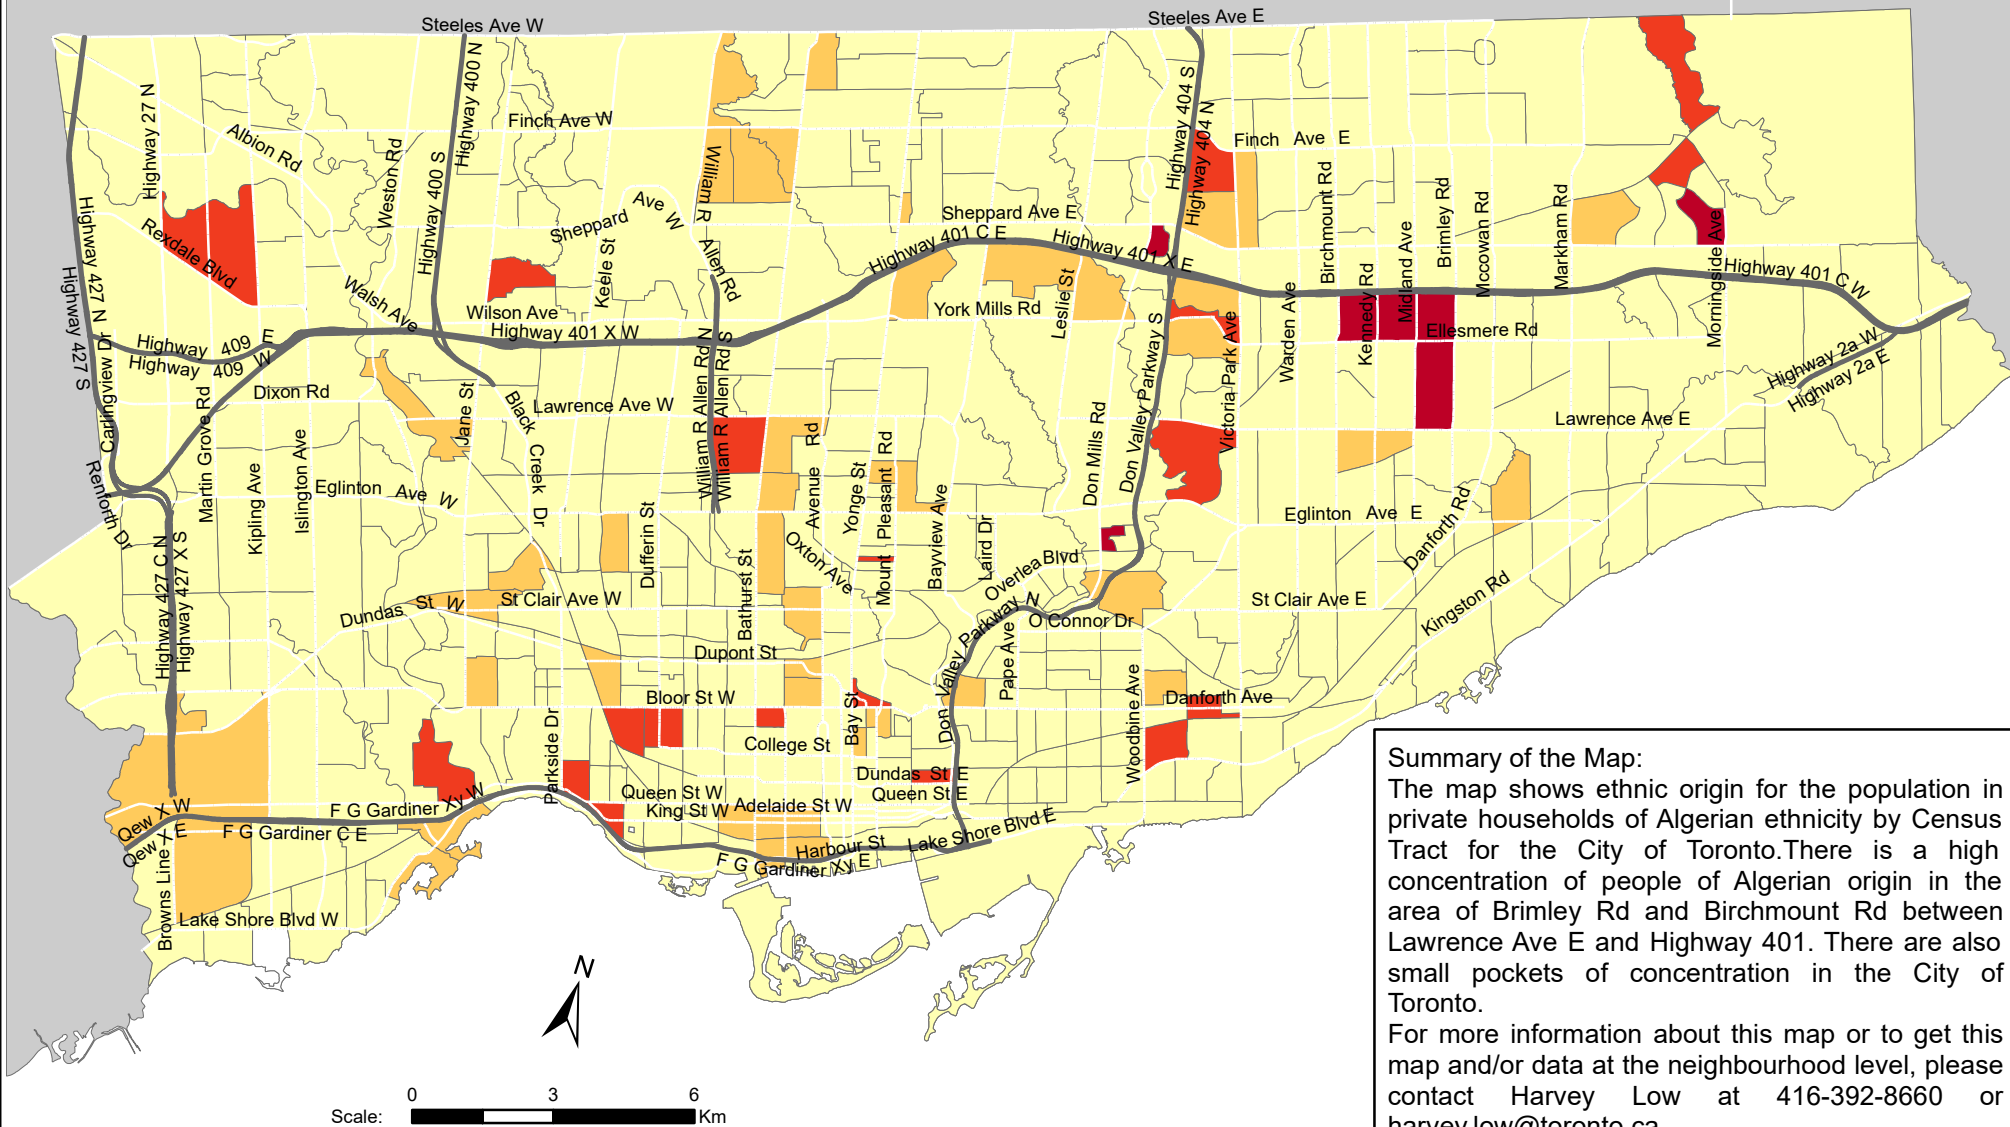 Steeles Ave W
Steeles Ave E
Highway 27 N
Albion Rd
Weston Rd
Highway 400 N
Highway 400 S
Finch Ave W
William R
Allen Rd
Highway 404 S
Highway 404 N
Finch Ave E
Birchmount Rd
Midland Ave
Brimley Rd
Mccowan Rd
Markham Rd
Morningside Ave
Rexdale Blvd
Sheppard Ave W
Keele St
Sheppard Ave E
Highway 401 C E
Highway 401 X E
Highway 401 C W
Highway 427 N
Highway 427 S
Walsh Ave
Wilson Ave
Highway 401 X W
York Mills Rd
Leslie St
Kennedy Rd
Ellesmere Rd
Warden Ave
Victoria Park Ave
Highway 409 E
Highway 409 W
Carlingview Dr
Dixon Rd
Martin Grove Rd
Jane St
Black Creek Dr
Lawrence Ave W
William R Allen Rd N
William R Allen Rd S
Don Valley Parkway S
Don Mills Rd
Highway 2a W
Highway 2a E
Lawrence Ave E
Renforth Dr
Kipling Ave
Islington Ave
Eglinton Ave W
Dufferin St
Bathurst St
Avenue Rd
Oxton Ave
Yonge St
Mount Pleasant Rd
Bayview Ave
Laird Dr
Overlea Blvd
Eglinton Ave E
Danforth Rd
Kingston Rd
Highway 427 C N
Highway 427 X S
Dundas St W
St Clair Ave W
St Clair Ave E
Don Valley Parkway N
O Connor Dr
Pape Ave
Dupont St
Bloor St W
Bay St
Parkside Dr
College St
Woodbine Ave
Danforth Ave
Dundas St E
Queen St E
Queen St W
King St W
Adelaide St W
Qew X W
Qew X E
F G Gardiner Xy W
F G Gardiner C E
Harbour St
Lake Shore Blvd E
F G Gardiner Xy E
Browns Line
Lake Shore Blvd W
N
0 3 6
Scale: Km
Summary of the Map:
The map shows ethnic origin for the population in
private households of Algerian ethnicity by Census
Tract for the City of Toronto.There is a high
concentration of people of Algerian origin in the
area of Brimley Rd and Birchmount Rd between
Lawrence Ave E and Highway 401. There are also
small pockets of concentration in the City of
Toronto.
For more information about this map or to get this
map and/or data at the neighbourhood level, please
contact Harvey Low at 416-392-8660 or
harvey.low@toronto.ca